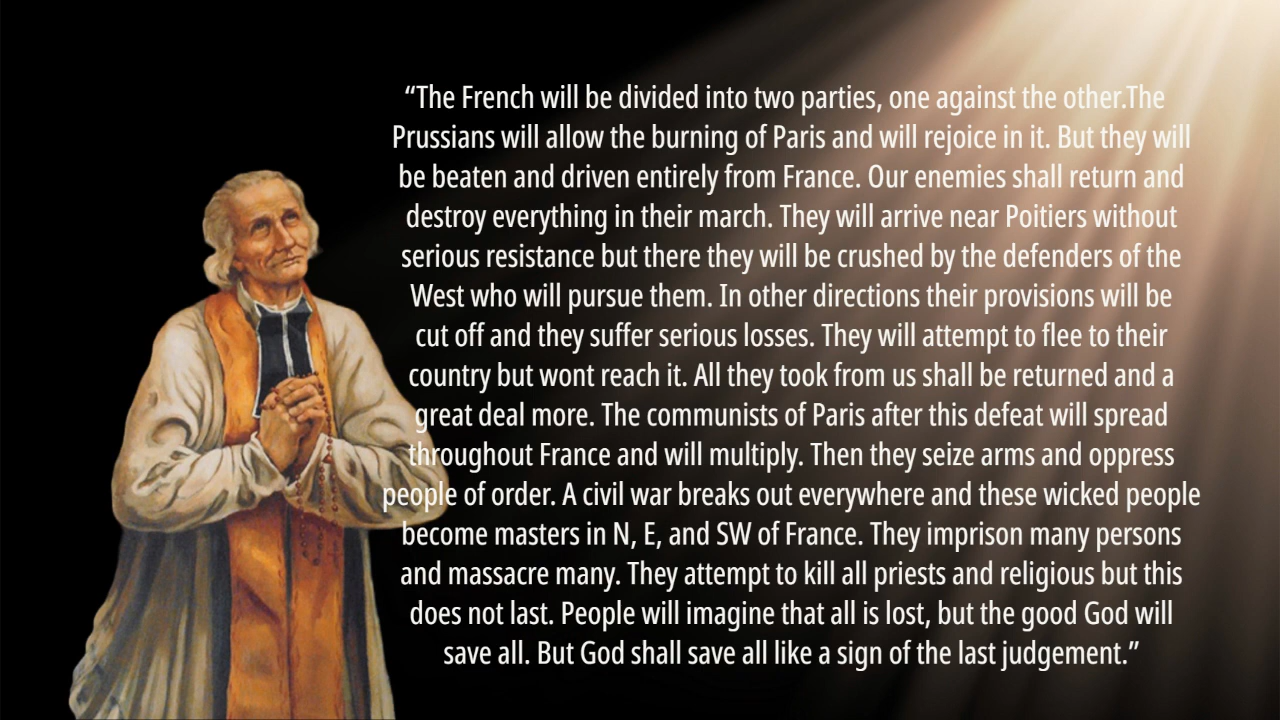 “The French will be divided into two parties, one against the other.The
Prussians will allow the burning of Paris and will rejoice in it. But they will
be beaten and driven entirely from France. Our enemies shall return and
destroy everything in their march. They will arrive near Poitiers without
serious resistance but there they will be crushed by the defenders of the
West who will pursue them. In other directions their provisions will be
cut off and they suffer serious losses. They will attempt to flee to their
country but wont reach it. All they took from us shall be returned and a
great deal more. The communists of Paris after this defeat will spread
throughout France and will multiply. Then they seize arms and oppress
people of order. A civil war breaks out everywhere and these wicked people
become masters in N, E, and SW of France. They imprison many persons
and massacre many. They attempt to kill all priests and religious but this
does not last. People will imagine that all is lost, but the good God will
save all. But God shall save all like a sign of the last judgement.”